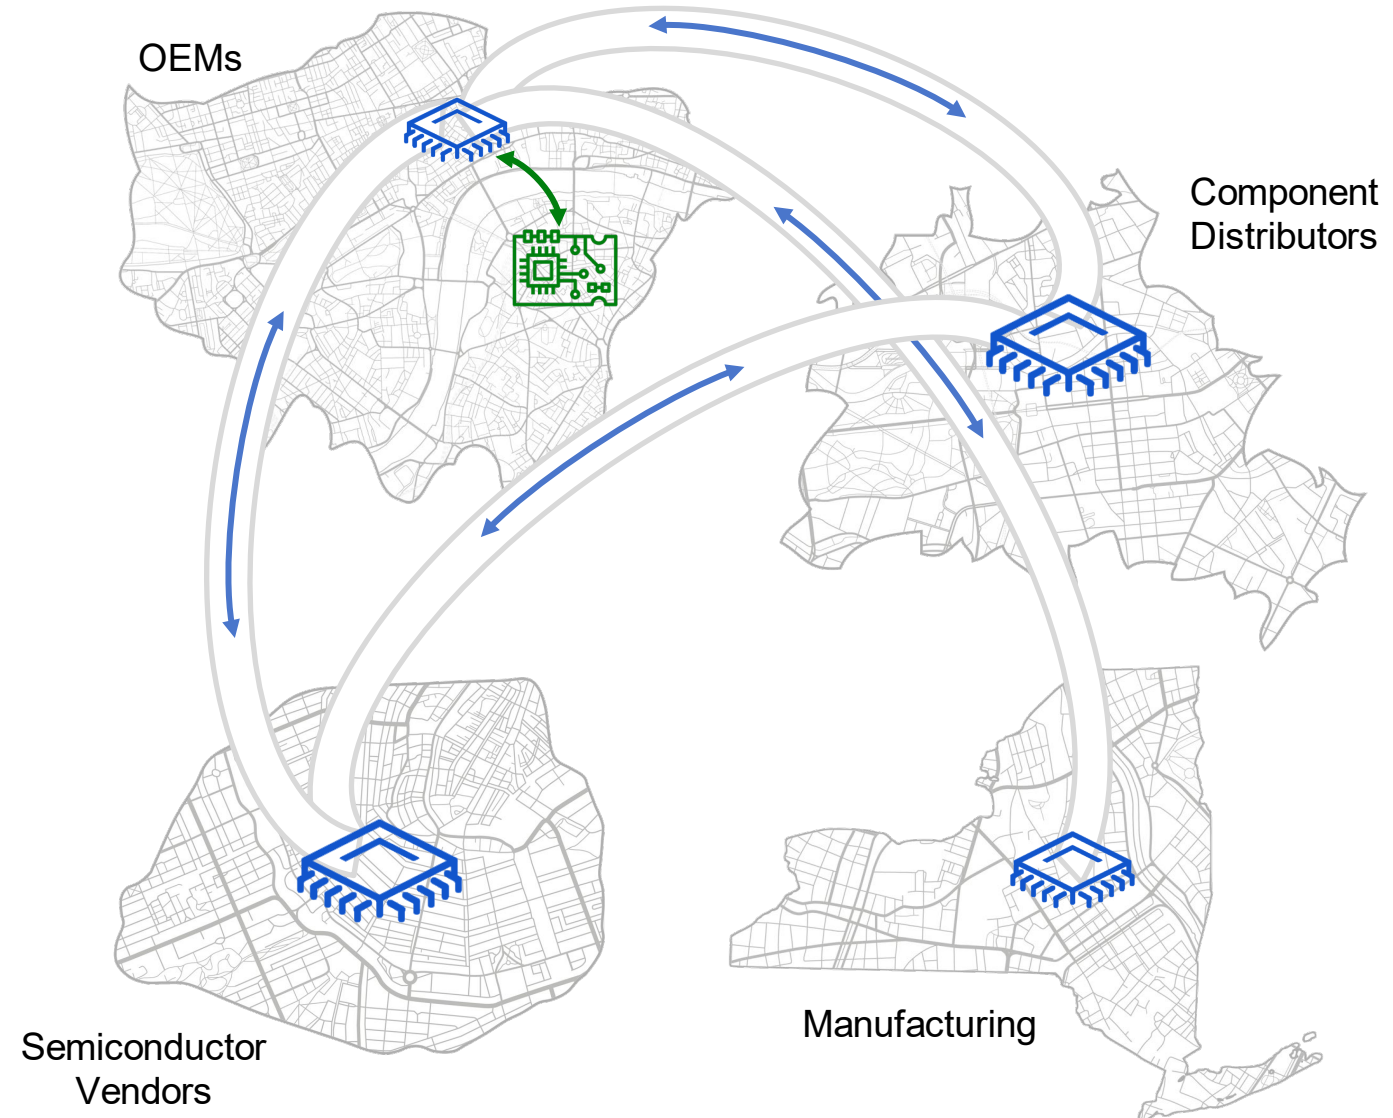 OEMs
Component
Distributors
Manufacturing
Semiconductor
Vendors